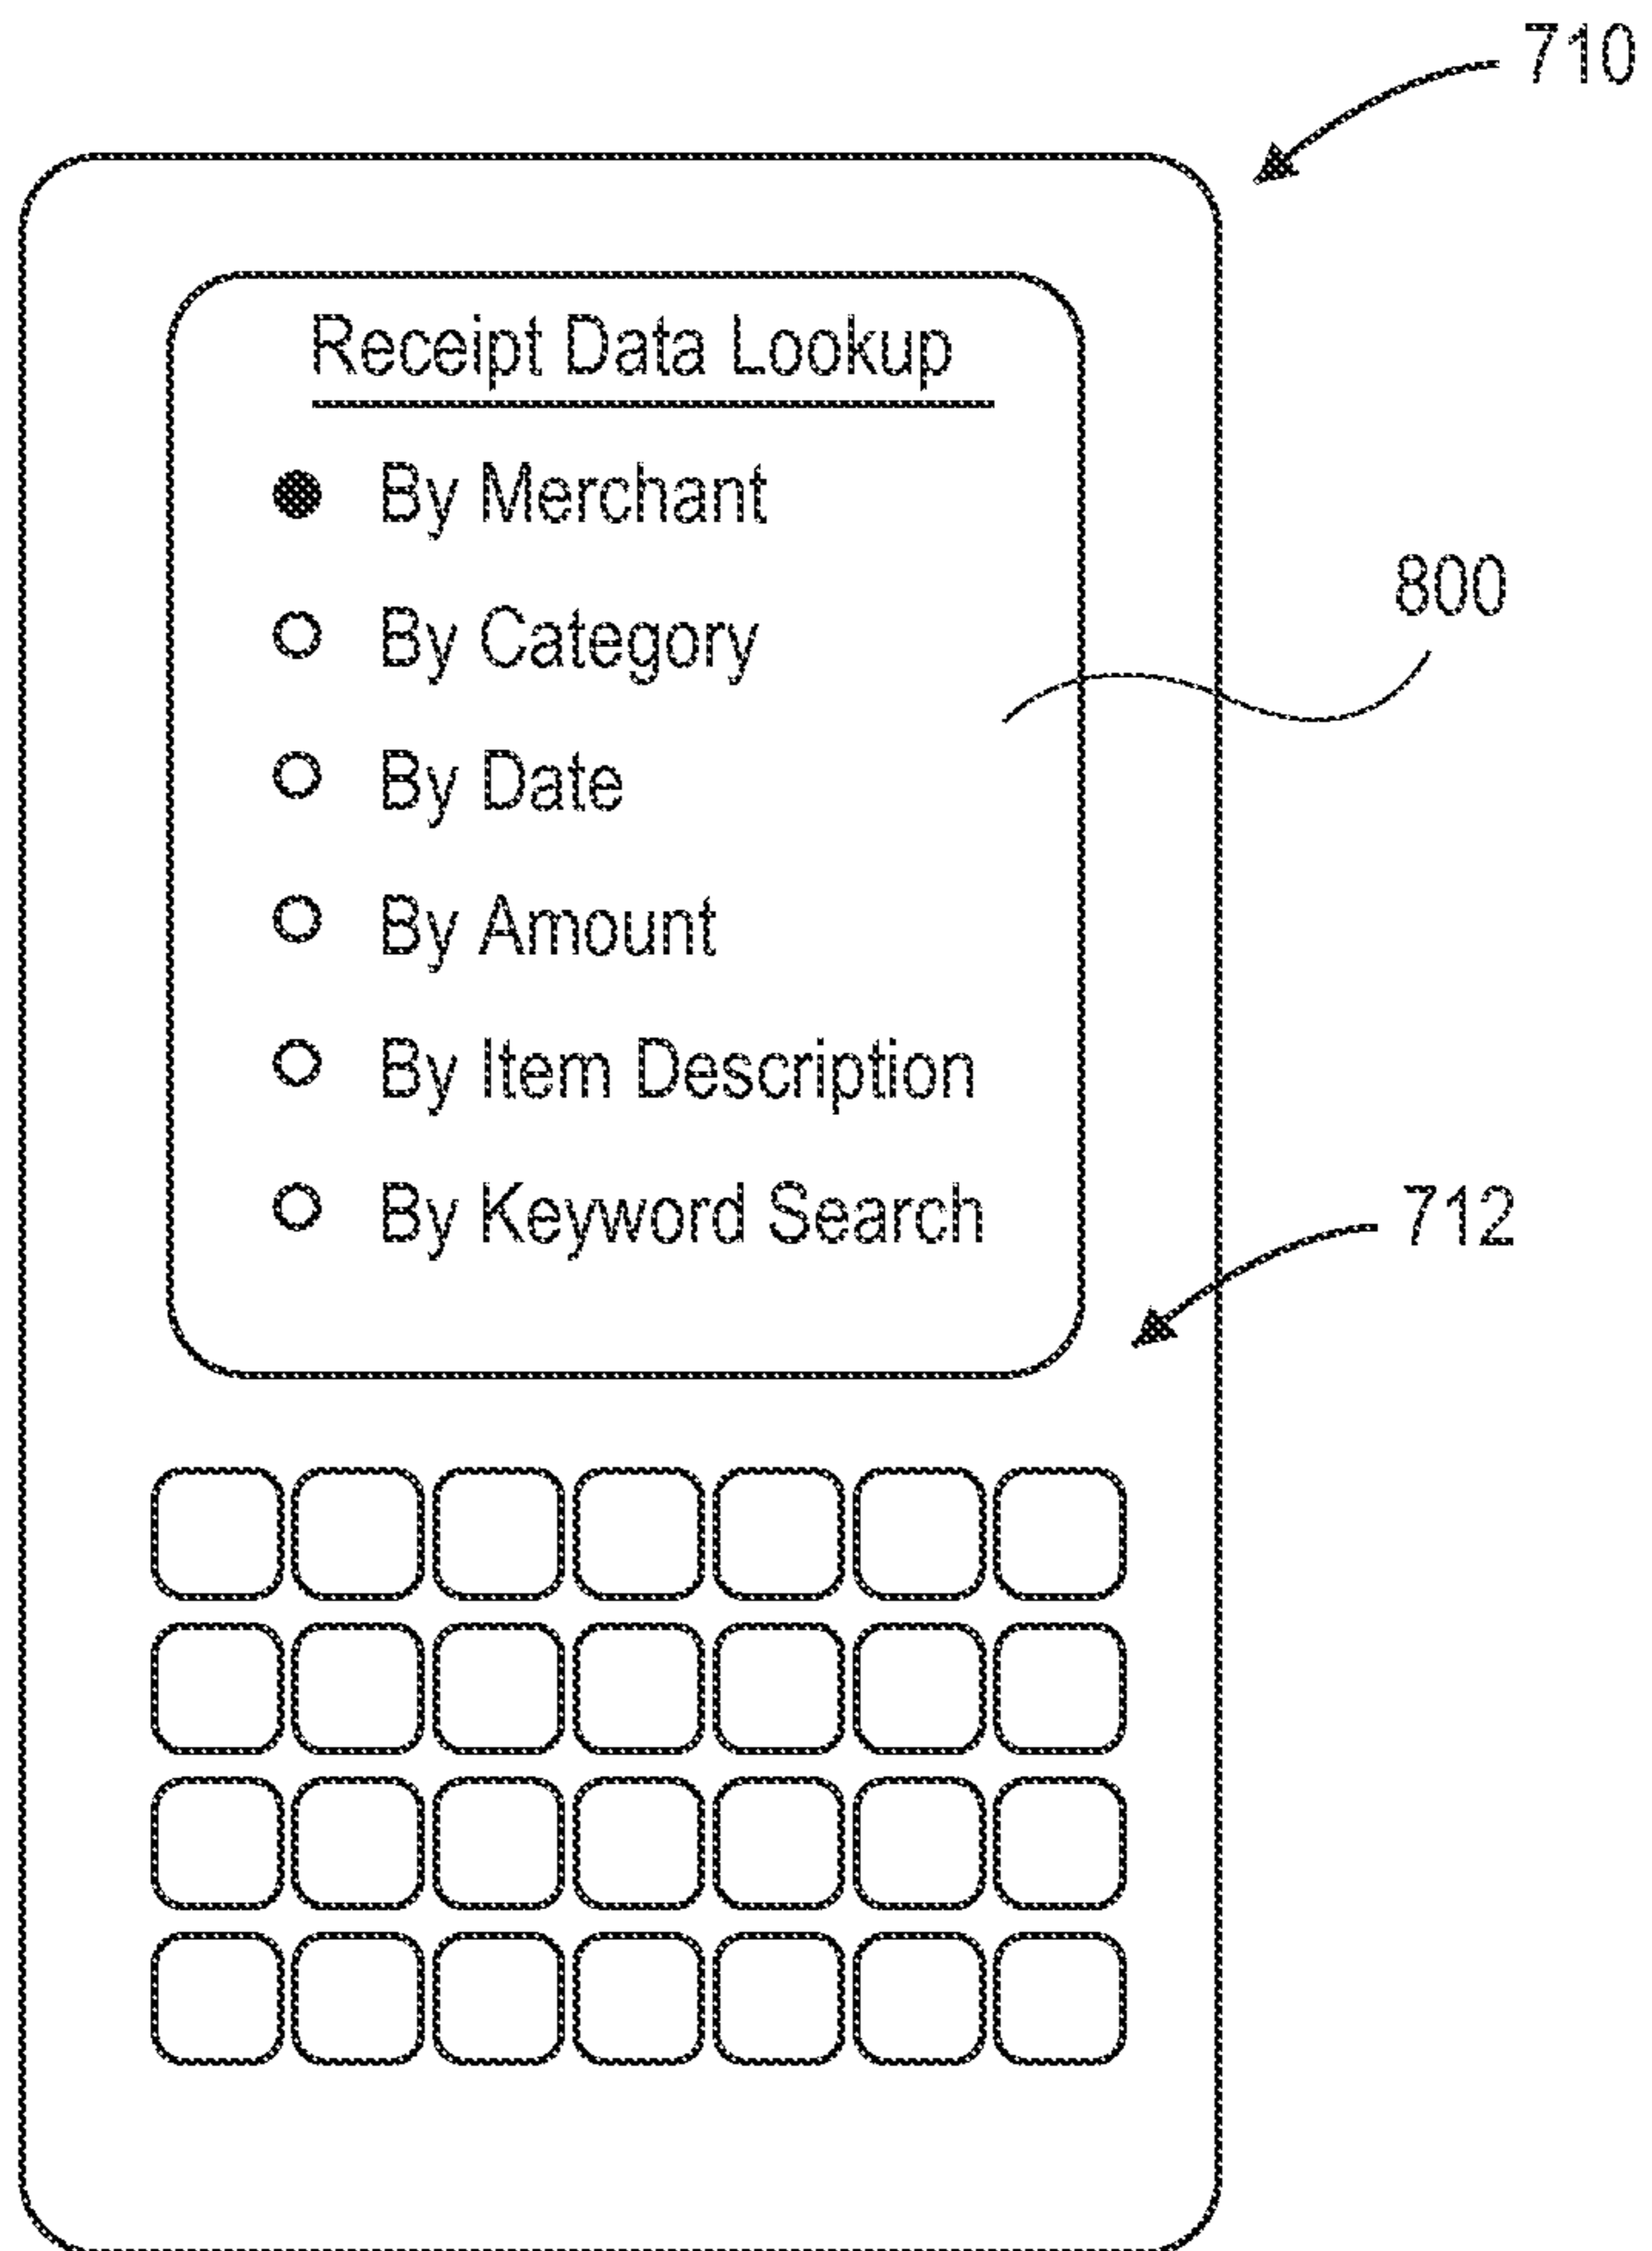 710
Receipt Data Lookup
By Merchant
800
By Category
By Date
By Amount
By Item Description
By Keyword Search
712